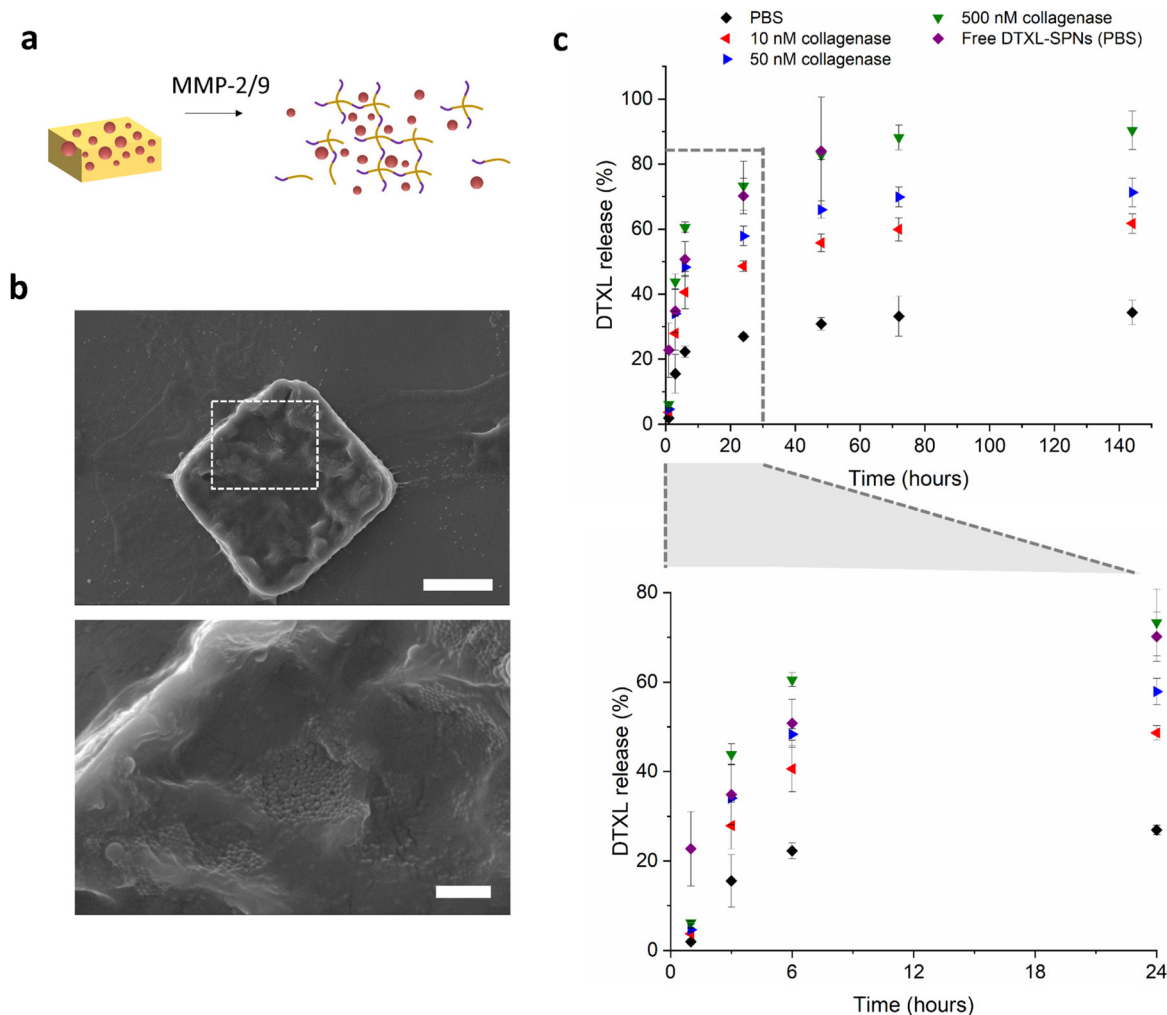 a
MMP-2/9
b
c
PBS
10 nM collagenase
50 nM collagenase
500 nM collagenase
Free DTXL-SPNs (PBS)
100
80
60
40
20
0
DTXL release (%)
0 20 40 60 80 100 120 140
Time (hours)
80
60
40
20
0
DTXL release (%)
0 6 12 18 24
Time (hours)